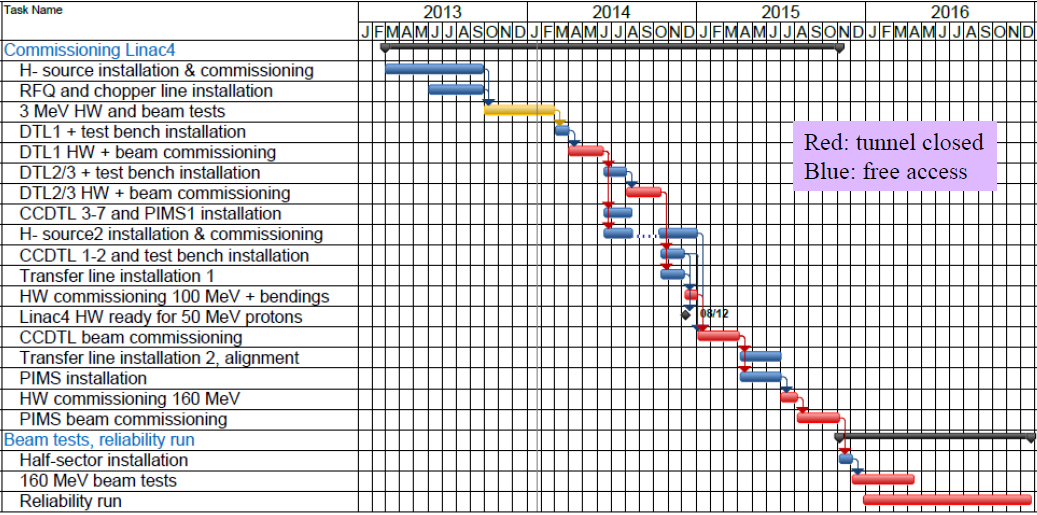 Task Name
2013 2014 2015 2016
J F M A M J J A S O N D J F M A M J J A S O N D J F M A M J J A S O N D J F M A M J J A S O N D
Commissioning Linac4
H- source installation & commissioning
RFQ and chopper line installation
3 MeV HW and beam tests
DTL1 + test bench installation
Red: tunnel closed
DTL1 HW + beam commissioning
DTL2/3 + test bench installation
Blue: free access
DTL2/3 HW + beam commissioning
CCDTL 3-7 and PIMS1 installation
H- source2 installation & commissioning
CCDTL 1-2 and test bench installation
Transfer line installation 1
HW commissioning 100 MeV + bendings
Linac4 HW ready for 50 MeV protons
08/12
CCDTL beam commissioning
Transfer line installation 2, alignment
PIMS installation
HW commissioning 160 MeV
PIMS beam commissioning
Beam tests, reliability run
Half-sector installation
160 MeV beam tests
Reliability run